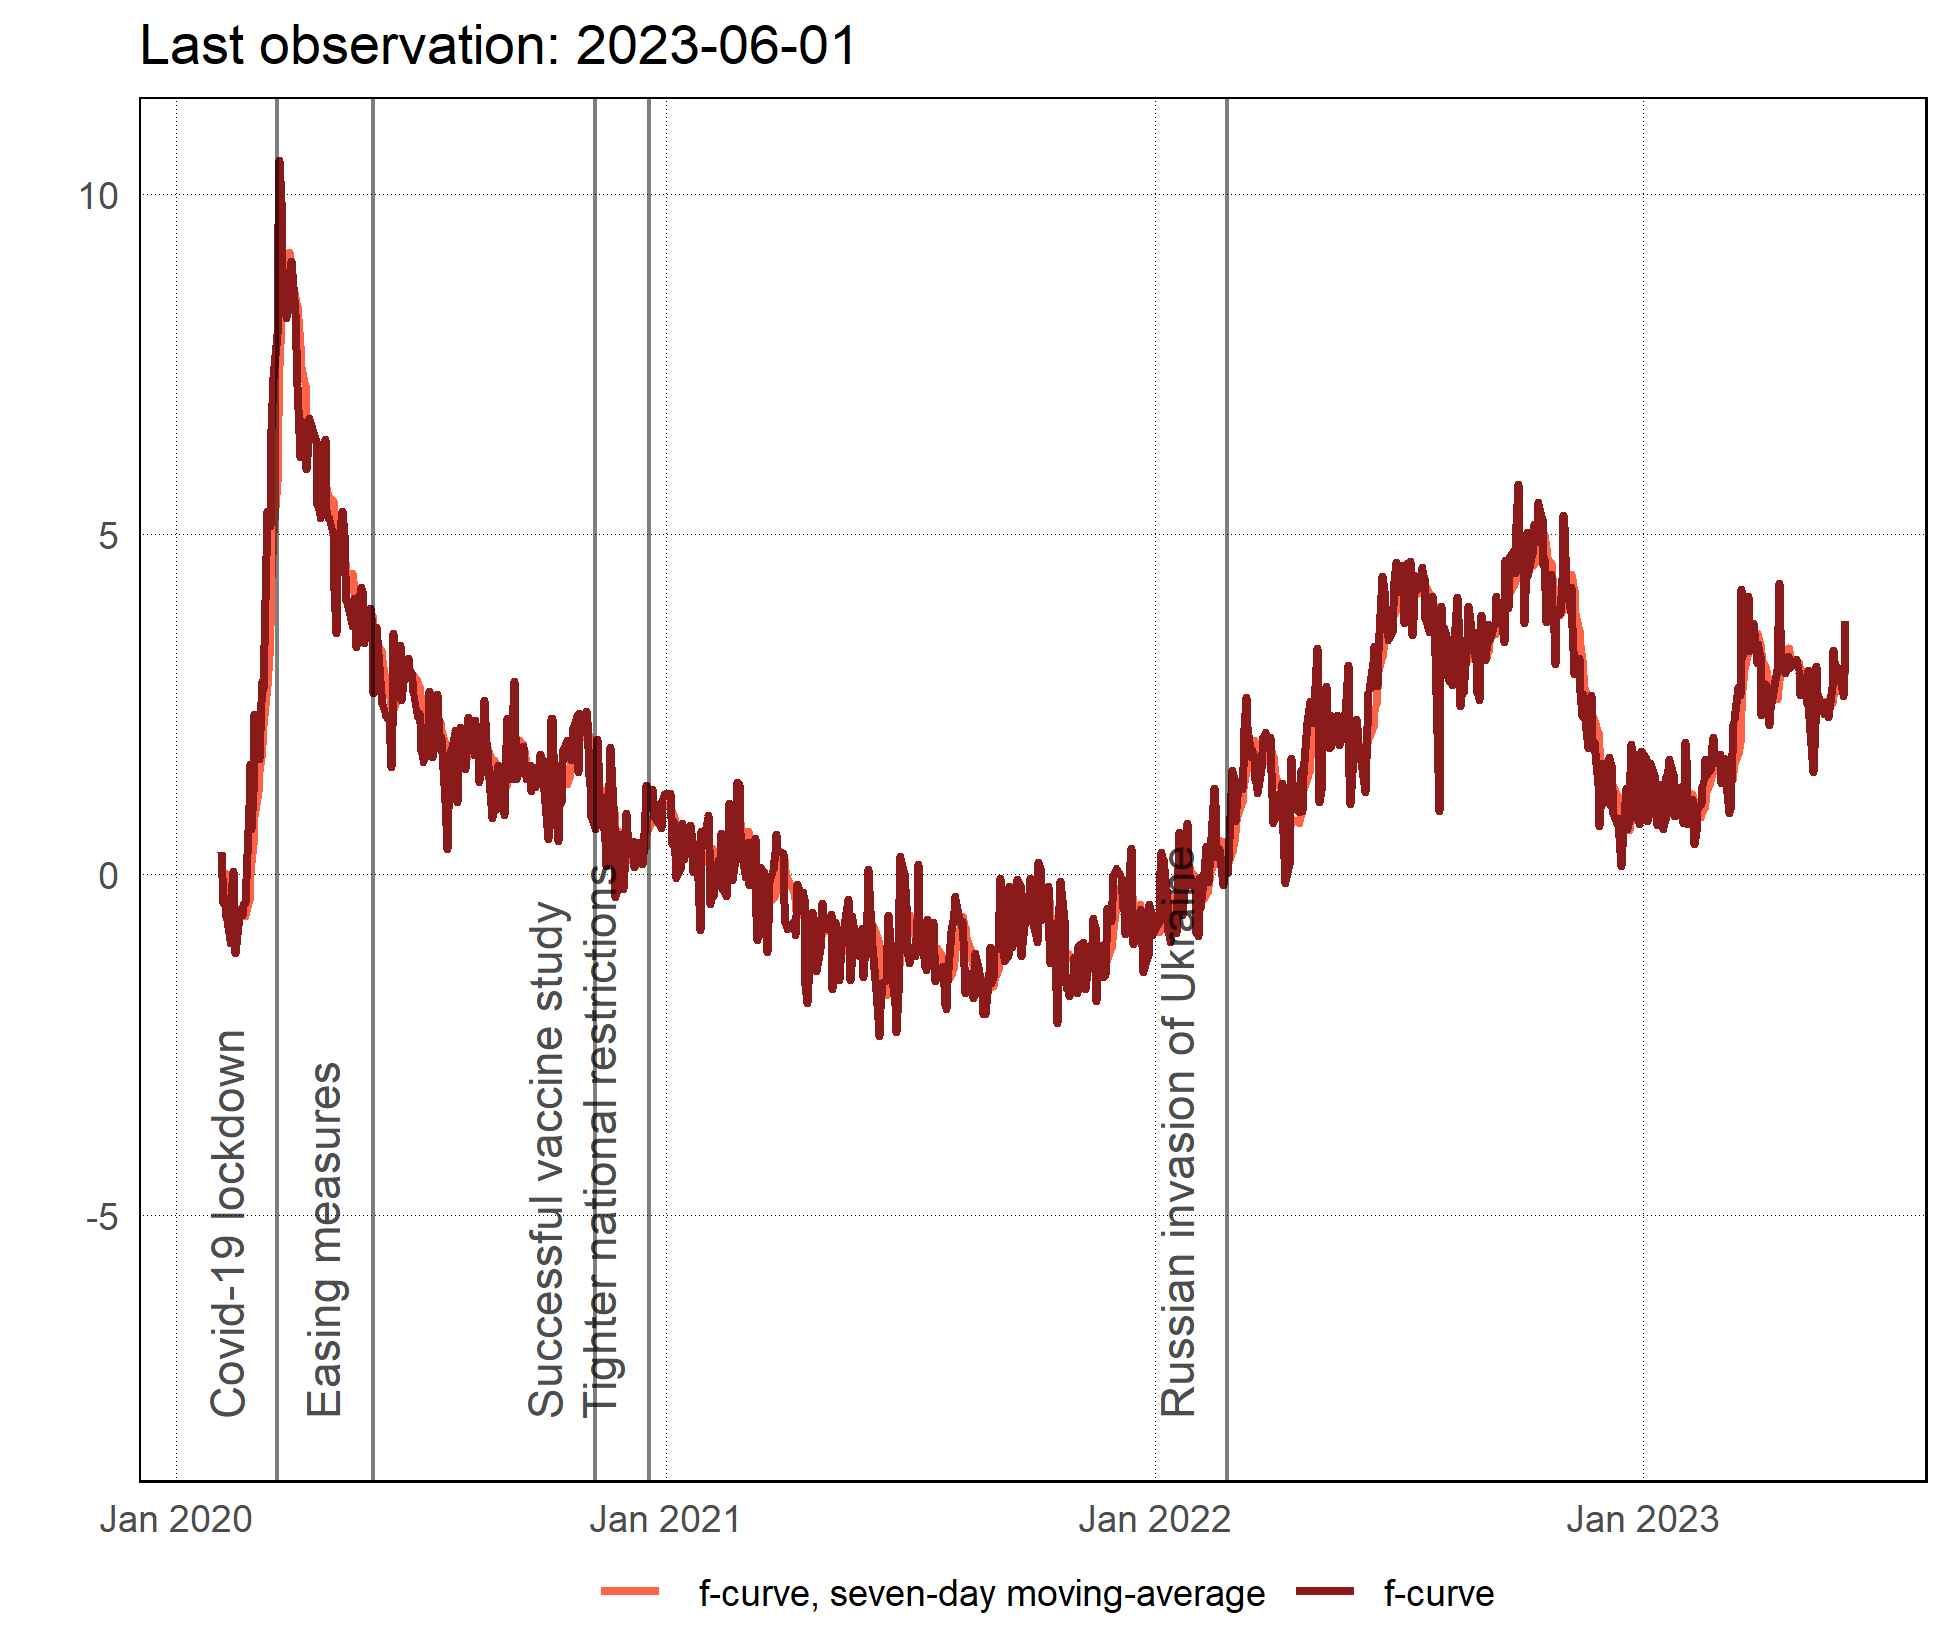 Last observation: 2023-06-01
10
5
0
-5
Covid-19 lockdown
Easing measures
Successful vaccine study
Tighter national restrictions
Russian invasion of Ukraine
Jan 2020
Jan 2021
Jan 2022
Jan 2023
f-curve, seven-day moving-average
f-curve